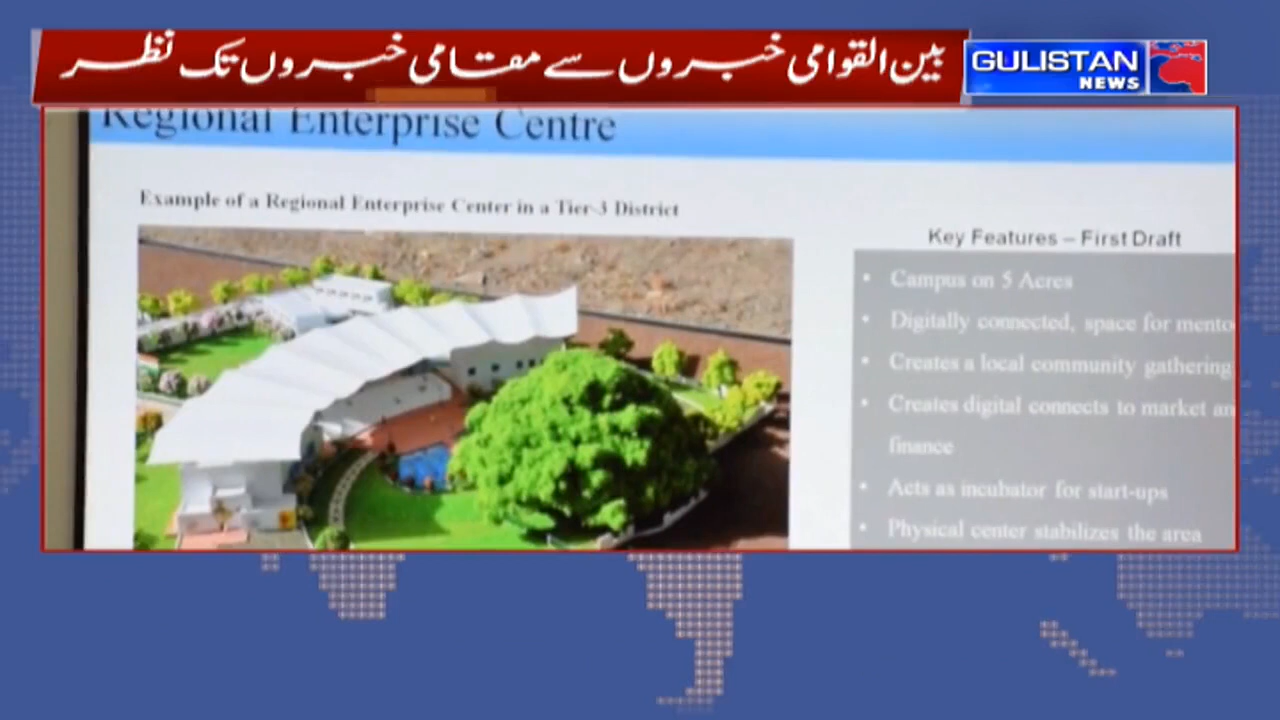 بین القوامی خبروں سے مقامی خبروں تک نظر
GULISTAN
NEWS
Regional Enterprise Centre
Example of a Regional Enterprise Center in a Tier-3 District
Key Features – First Draft
• Campus on 5 Acres
• Digitally connected, space for mento
• Creates a local community gathering
• Creates digital connects to market an
finance
• Acts as incubator for start-ups
• Physical center stabilizes the area